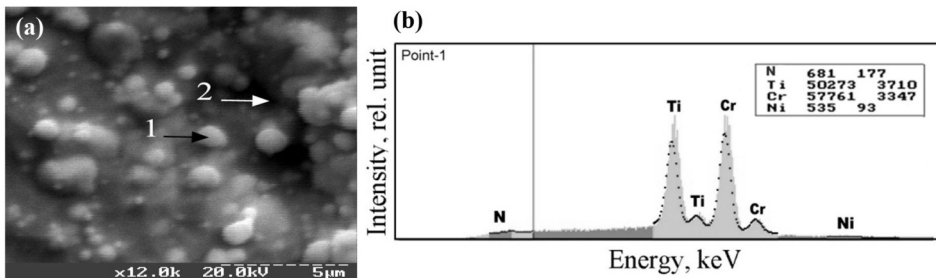 (a)
2
1
x12.0k 20.0kV 5µm
(b)
Point-1
N 681 177
Ti 50273 3710
Cr 57761 3347
Ni 535 93
Ti
Cr
N
Ti
Cr
Ni
Intensity, rel. unit
Energy, keV